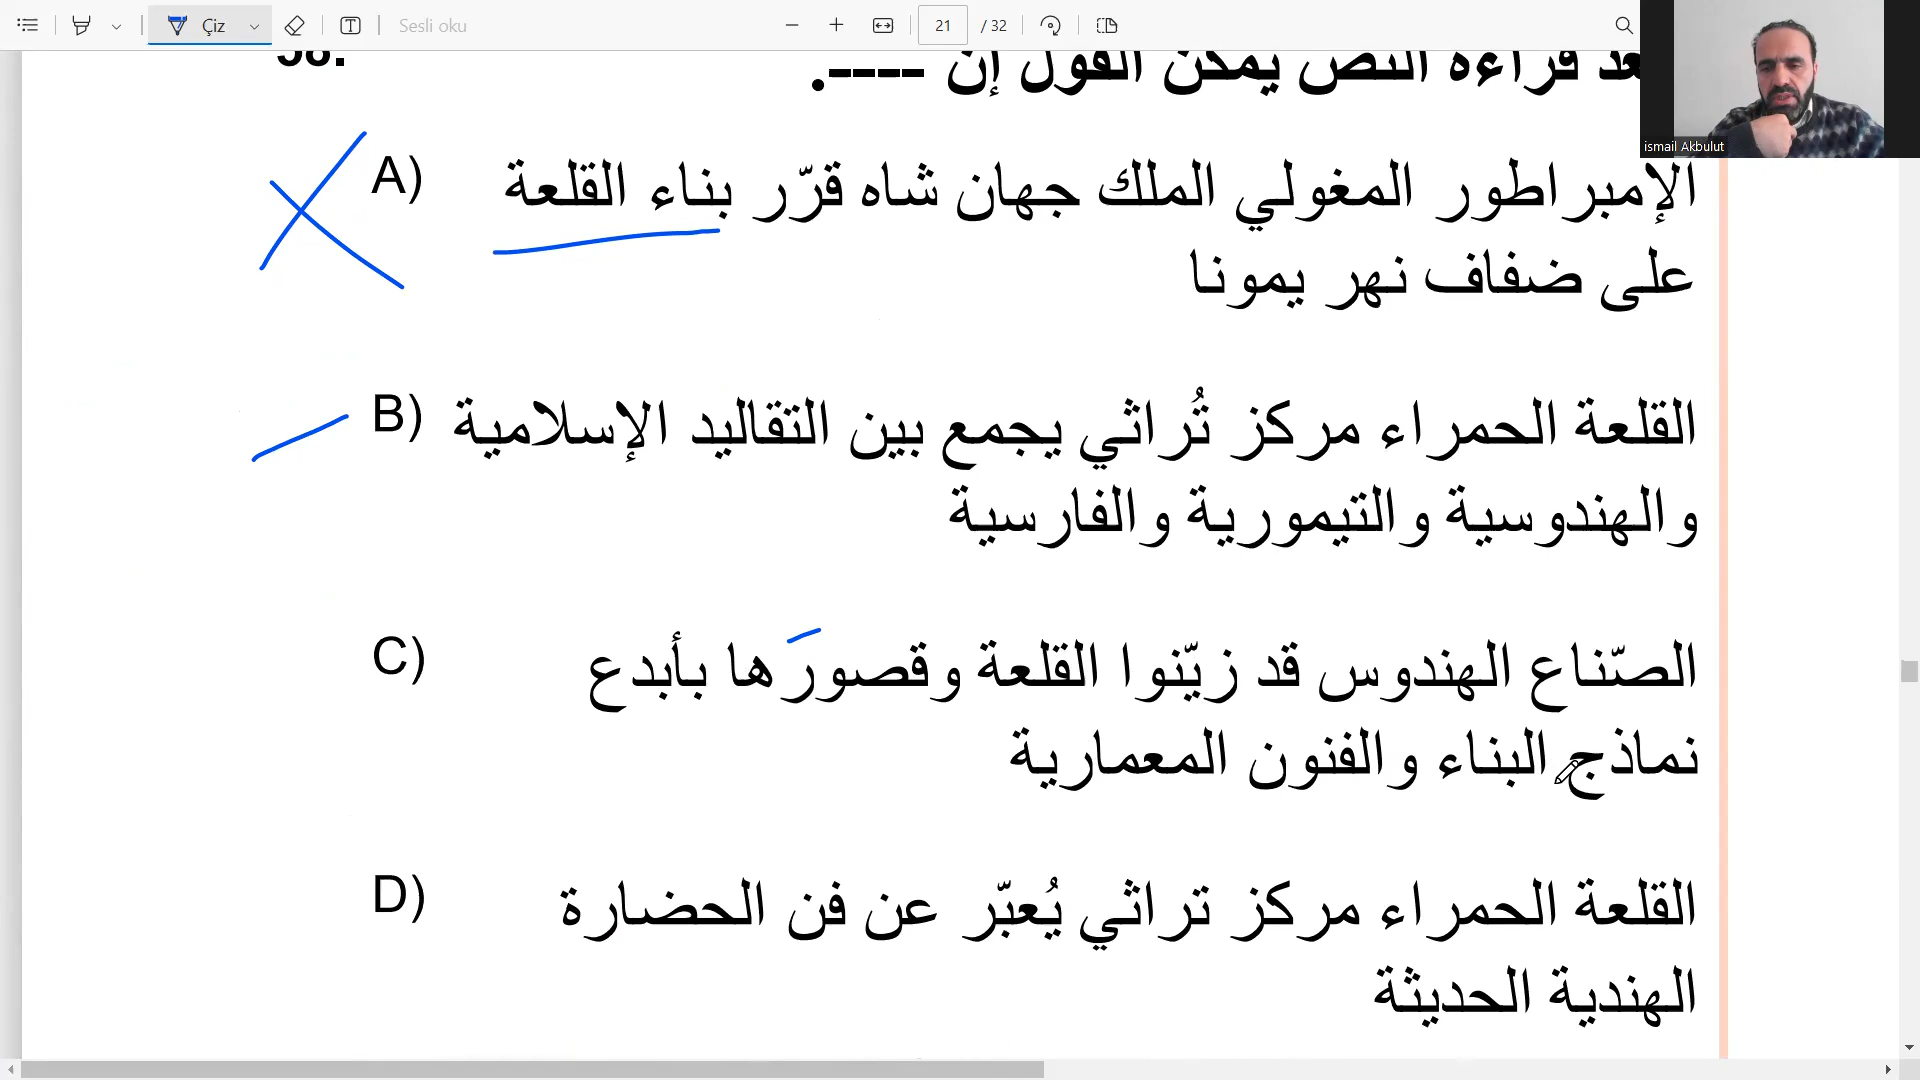 Çiz
Sesli oku
21 / 32
ismail Akbulut
قراءة النص يمكن القول إن ----.
A) الإمبراطور المغولي الملك جهان شاه قرّر بناء القلعة
على ضفاف نهر يمونا
B) القلعة الحمراء مركز تُراثي يجمع بين التقاليد الإسلامية
والهندوسية والتيمورية والفارسية
C) الصّناع الهندوس قد زيّنوا القلعة وقصورها بأبدع
نماذج البناء والفنون المعمارية
D) القلعة الحمراء مركز تراثي يُعبّر عن فن الحضارة
الهندية الحديثة